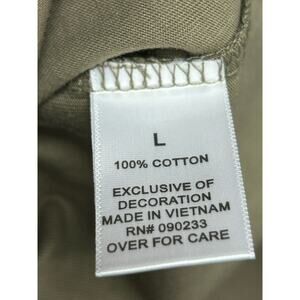 L
100% COTTON
EXCLUSIVE OF
DECORATION
MADE IN VIETNAM
RN# 090233
OVER FOR CARE